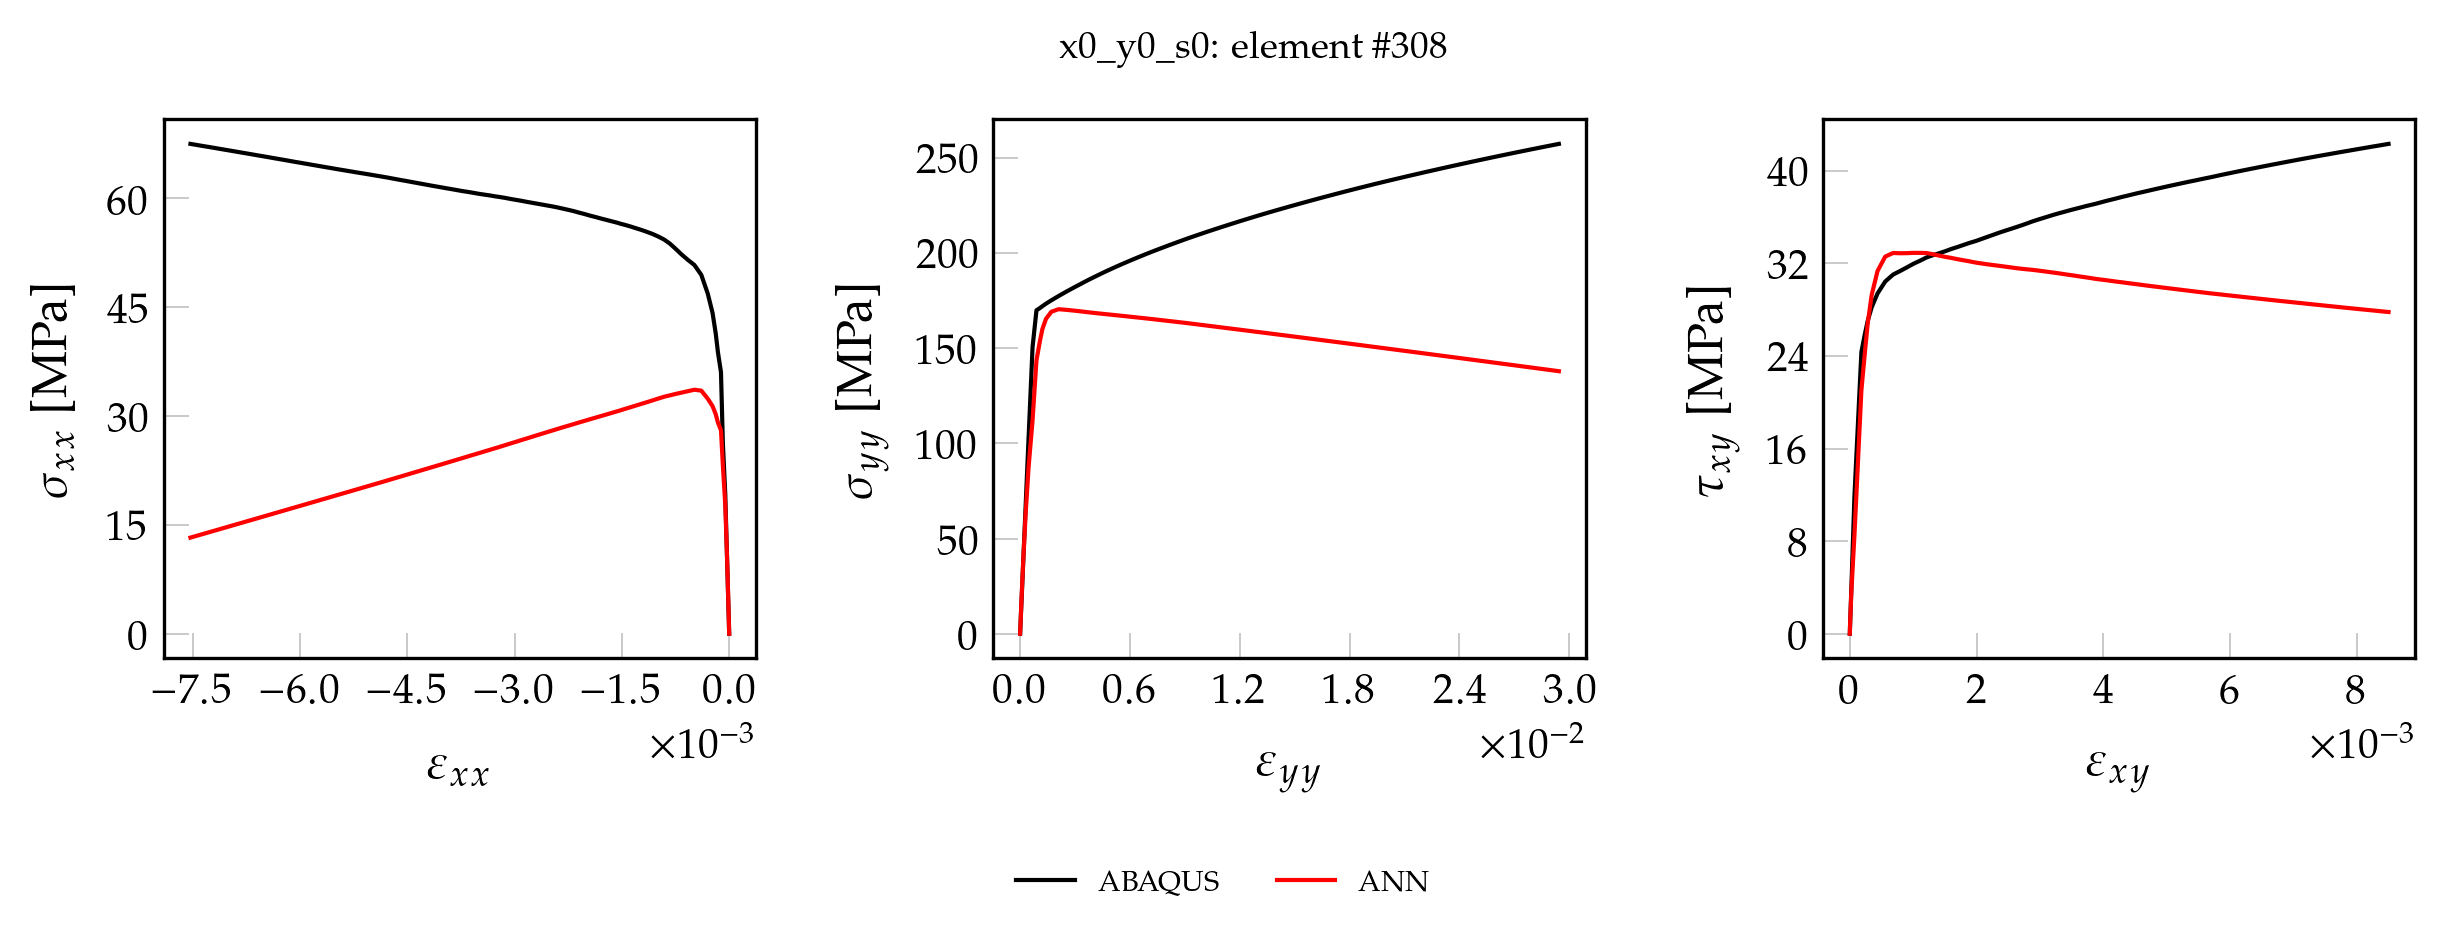 x0_y0_s0: element #308
σxx [MPa]
60
45
30
15
0
−7.5 −6.0 −4.5 −3.0 −1.5 0.0
×10−3
εxx
σyy [MPa]
250
200
150
100
50
0
0.0 0.6 1.2 1.8 2.4 3.0
×10−2
εyy
τxy [MPa]
40
32
24
16
8
0
0 2 4 6 8
×10−3
εxy
ABAQUS ANN